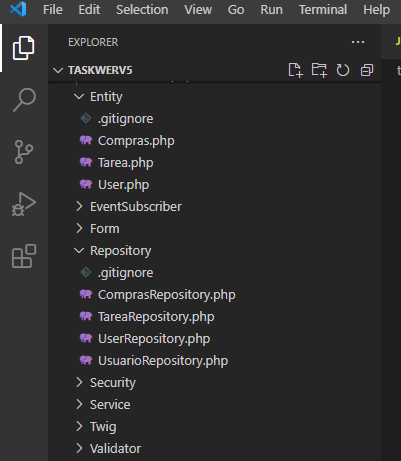 File Edit Selection View Go Run Terminal Help
EXPLORER
TASKWERV5
Entity
.gitignore
Compras.php
Tarea.php
User.php
EventSubscriber
Form
Repository
.gitignore
ComprasRepository.php
TareaRepository.php
UserRepository.php
UsuarioRepository.php
Security
Service
Twig
Validator